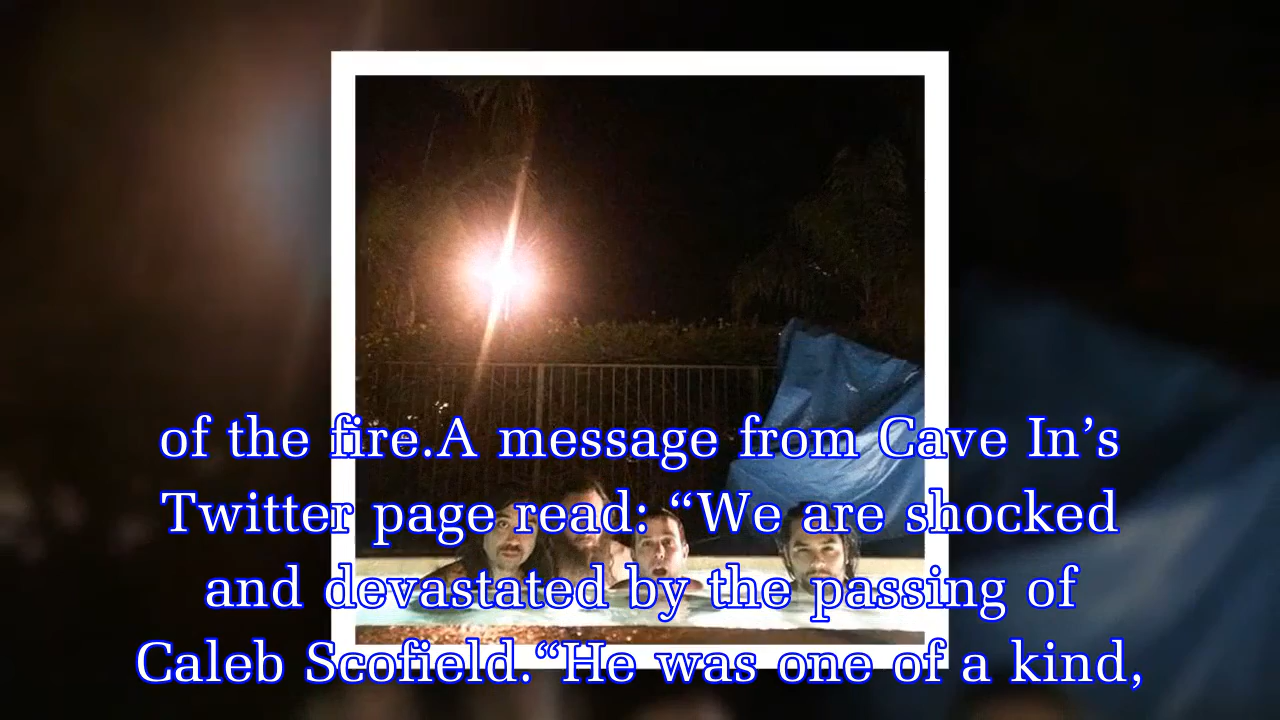 of the fire.A message from Cave In’s
Twitter page read: “We are shocked
and devastated by the passing of
Caleb Scofield.“He was one of a kind,